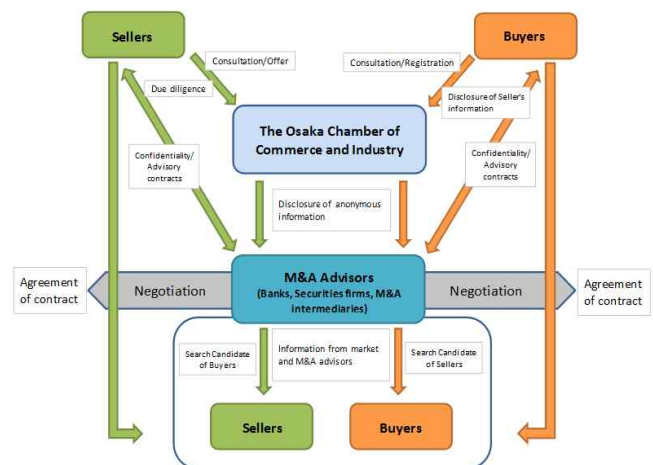 Sellers
Buyers
Consultation/Offer
Consultation/Registration
Due diligence
Disclosure of Seller's
information
The Osaka Chamber of
Commerce and Industry
Confidentiality/
Advisory
contracts
Confidentiality/
Advisory
contracts
Disclosure of anonymous
information
Agreement
of contract
Negotiation
M&A Advisors
(Banks, Securities firms, M&A
intermediaries)
Negotiation
Agreement
of contract
Search Candidate
of Buyers
Information from market
and M&A advisors
Search Candidate
of Sellers
Sellers
Buyers